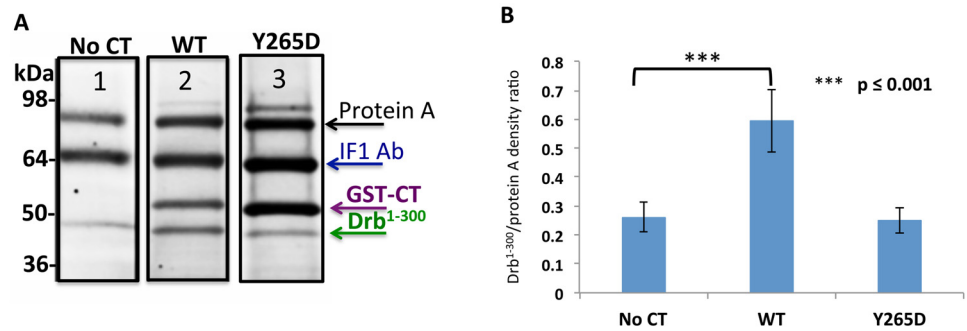 A
No CT
WT
Y265D
kDa
1
2
3
98-
64-
50-
36-
Protein A
IF1 Ab
GST-CT
Drb1-300
B
Drb1-300/protein A density ratio
0.8
0.7
0.6
0.5
0.4
0.3
0.2
0.1
0
***
*** p ≤ 0.001
No CT
WT
Y265D